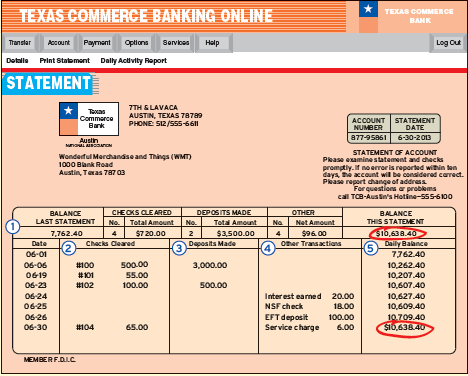 TEXAS COMMERCE BANKING ONLINE
TEXAS COMMERCE
BANK
Transfer Account Payment Options Services Help Log Out
Details Print Statement Daily Activity Report
STATEMENT
Texas
Commerce
Bank
Austin
NATIONAL ASSOCIATION
7TH & LAVACA
AUSTIN, TEXAS 78789
PHONE: 512/555-6611
ACCOUNT NUMBER STATEMENT DATE
877-95861 6-30-2013
Wonderful Merchandise and Things (WMT)
1000 Blank Road
Austin, Texas 78703
STATEMENT OF ACCOUNT
Please examine statement and checks
promptly. If no error is reported within ten
days, the account will be considered correct.
Please report change of address.
For questions or problems
call TCB-Austin's Hotline—555-6100
1
BALANCE LAST STATEMENT CHECKS CLEARED DEPOSITS MADE OTHER BALANCE THIS STATEMENT
No. Total Amount No. Total Amount No. Net Amount
7,762.40 4 $720.00 2 $3,500.00 4 $96.00 $10,638.40
Date 2 Checks Cleared 3 Deposits Made 4 Other Transactions 5 Daily Balance
06-01 7,762.40
06-06 #100 500.00 3,000.00 10,262.40
06-19 #101 55.00 10,207.40
06-23 #102 100.00 500.00 10,607.40
06-24 Interest earned 20.00 10,627.40
06-25 NSF check 18.00 10,609.40
06-26 EFT deposit 100.00 10,709.40
06-30 #104 65.00 Service charge 6.00 $10,638.40
MEMBER F.D.I.C.